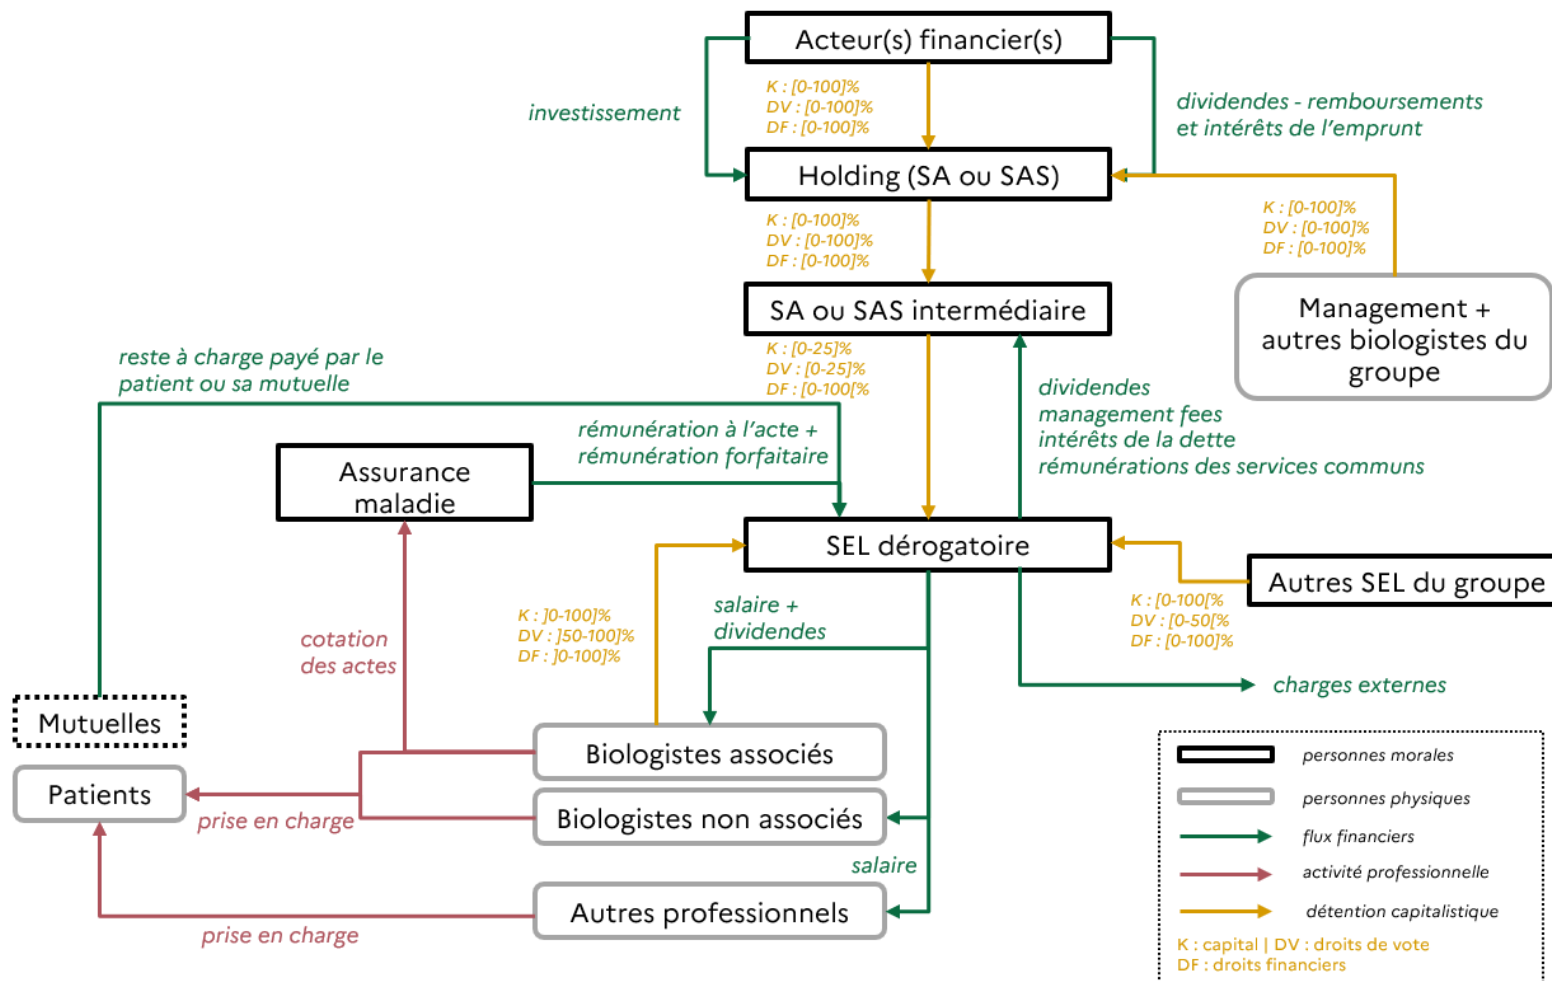 Acteur(s) financier(s)
K : [0-100]%
DV : [0-100]%
DF : [0-100]%
investissement
dividendes - remboursements
et intérêts de l'emprunt
Holding (SA ou SAS)
K : [0-100]%
DV : [0-100]%
DF : [0-100]%
K : [0-100]%
DV : [0-100]%
DF : [0-100]%
SA ou SAS intermédiaire
Management +
autres biologistes du
groupe
K : [0-25]%
DV : [0-25]%
DF : [0-100[%
reste à charge payé par le
patient ou sa mutuelle
dividendes
management fees
intérêts de la dette
rémunérations des services communs
rémunération à l'acte +
rémunération forfaitaire
Assurance
maladie
SEL dérogatoire
Autres SEL du groupe
K : [0-100[%
DV : [0-50[%
DF : [0-100]%
K : ]0-100]%
DV : ]50-100]%
DF : ]0-100]%
salaire +
dividendes
cotation
des actes
charges externes
Mutuelles
Biologistes associés
Patients
prise en charge
Biologistes non associés
salaire
Autres professionnels
prise en charge
personnes morales
personnes physiques
flux financiers
activité professionnelle
détention capitalistique
K : capital | DV : droits de vote
DF : droits financiers